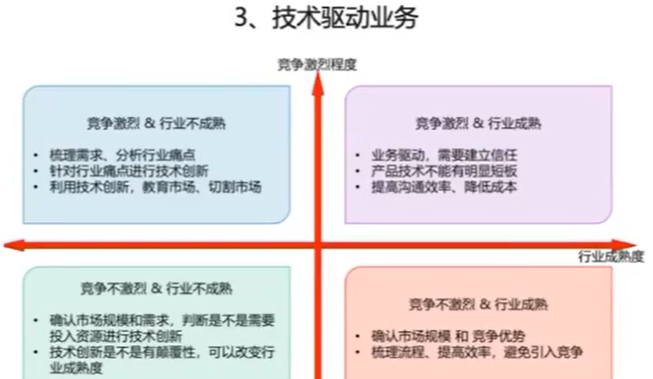 3、技术驱动业务
竞争激烈程度
竞争激烈 & 行业不成熟
• 梳理需求、分析行业痛点
• 针对行业痛点进行技术创新
• 利用技术创新，教育市场、切割市场
竞争激烈 & 行业成熟
• 业务驱动，需要建立信任
• 产品技术不能有明显短板
• 提高沟通效率、降低成本
行业成熟度
竞争不激烈 & 行业不成熟
• 确认市场规模和需求，判断是不是需要
投入资源进行技术创新
• 技术创新是不是有颠覆性，可以改变行
业成熟度
竞争不激烈 & 行业成熟
• 确认市场规模 和 竞争优势
• 梳理流程、提高效率，避免引入竞争